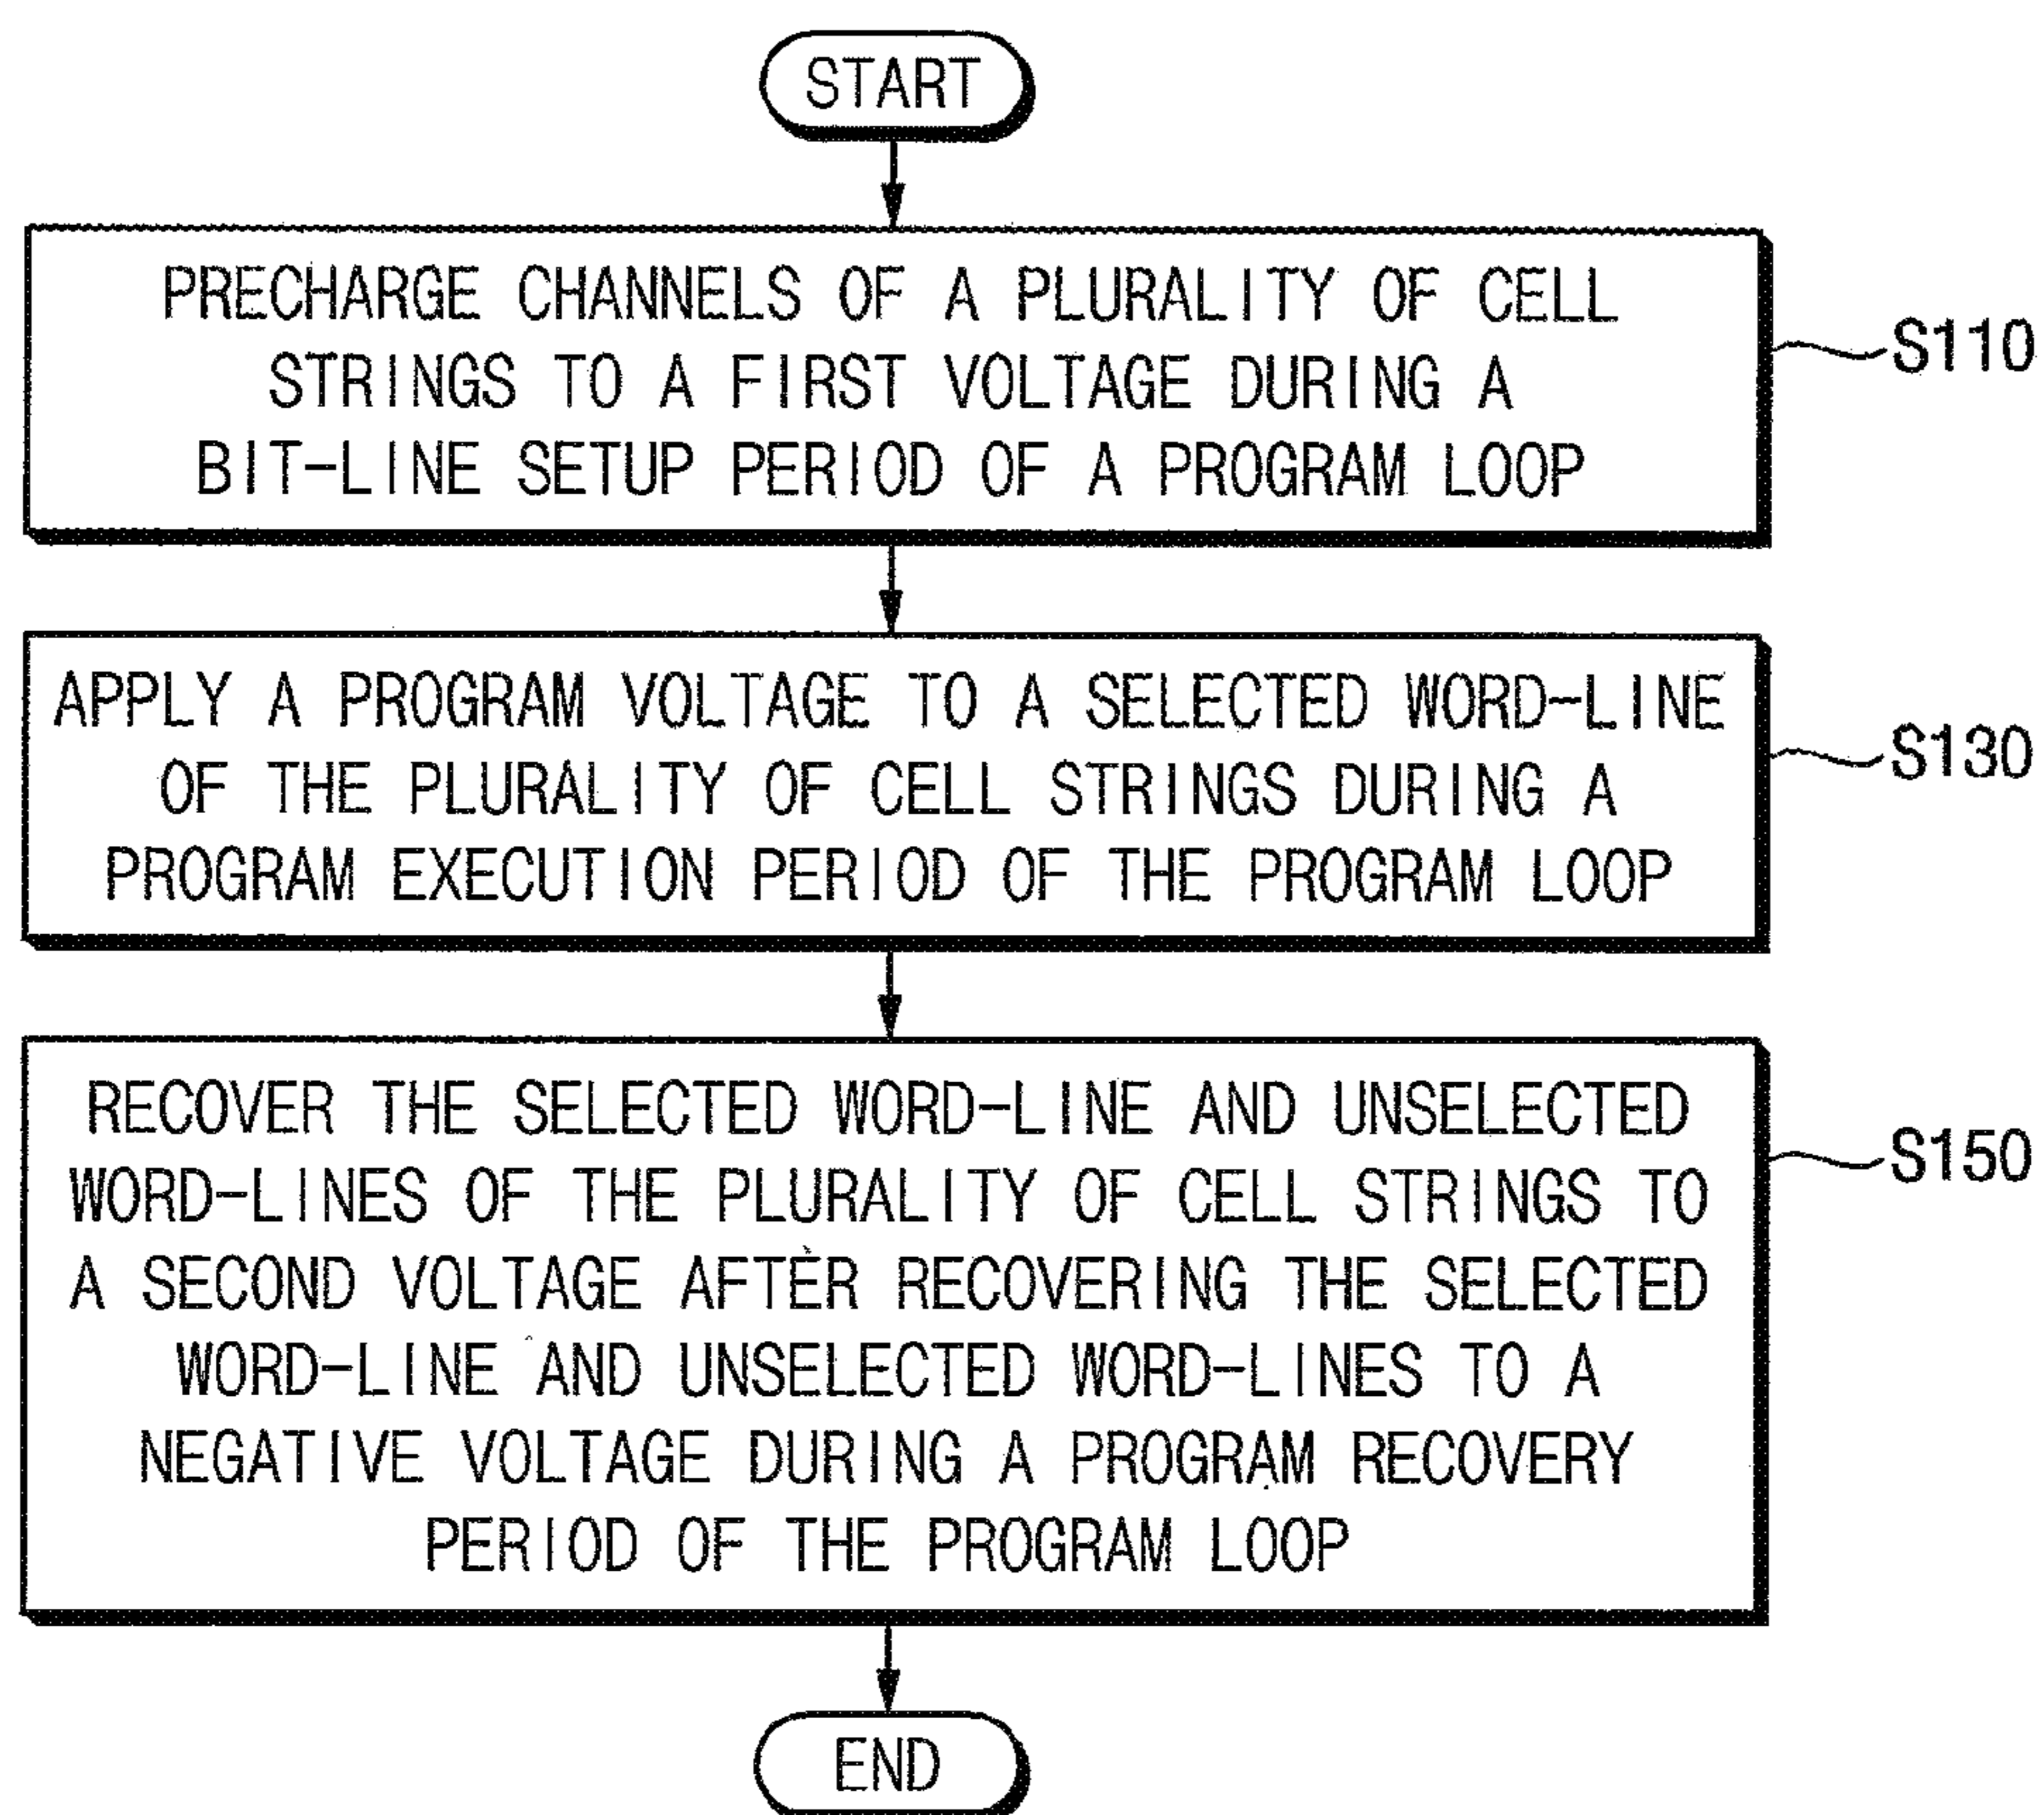 START
PRECHARGE CHANNELS OF A PLURALITY OF CELL
STRINGS TO A FIRST VOLTAGE DURING A
BIT-LINE SETUP PERIOD OF A PROGRAM LOOP
S110
APPLY A PROGRAM VOLTAGE TO A SELECTED WORD-LINE
OF THE PLURALITY OF CELL STRINGS DURING A
PROGRAM EXECUTION PERIOD OF THE PROGRAM LOOP
S130
RECOVER THE SELECTED WORD-LINE AND UNSELECTED
WORD-LINES OF THE PLURALITY OF CELL STRINGS TO
A SECOND VOLTAGE AFTER RECOVERING THE SELECTED
WORD-LINE AND UNSELECTED WORD-LINES TO A
NEGATIVE VOLTAGE DURING A PROGRAM RECOVERY
PERIOD OF THE PROGRAM LOOP
S150
END